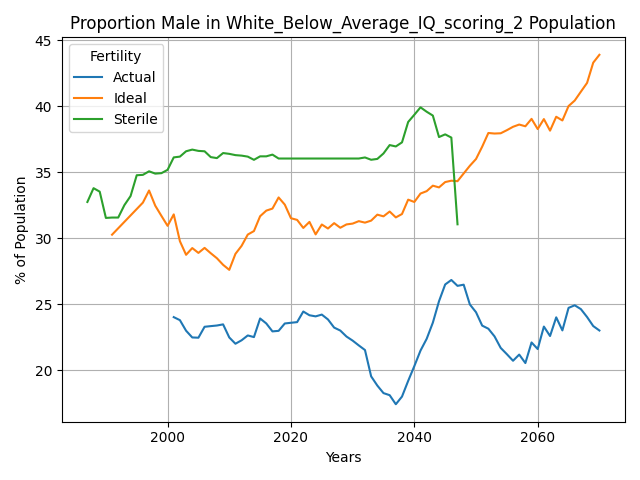 Proportion Male in White_Below_Average_IQ_scoring_2 Population
45
40
35
30
25
20
% of Population
Fertility
Actual
Ideal
Sterile
2000 2020 2040 2060
Years